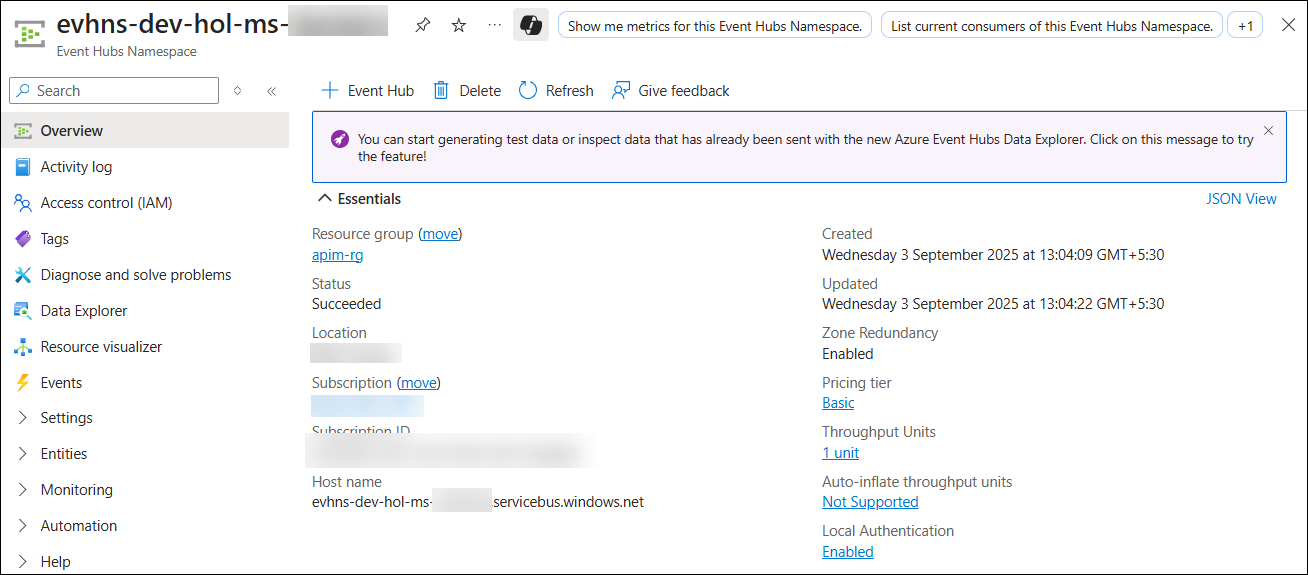 evhns-dev-hol-ms-
Show me metrics for this Event Hubs Namespace.
List current consumers of this Event Hubs Namespace.
+1
Event Hubs Namespace
Search
Event Hub
Delete
Refresh
Give feedback
Overview
Activity log
Access control (IAM)
Tags
Diagnose and solve problems
Data Explorer
Resource visualizer
Events
Settings
Entities
Monitoring
Automation
Help
You can start generating test data or inspect data that has already been sent with the new Azure Event Hubs Data Explorer. Click on this message to try
the feature!
Essentials
JSON View
Resource group (move)
apim-rg
Status
Succeeded
Location
Subscription (move)
Subscription ID
Host name
evhns-dev-hol-ms- .servicebus.windows.net
Created
Wednesday 3 September 2025 at 13:04:09 GMT+5:30
Updated
Wednesday 3 September 2025 at 13:04:22 GMT+5:30
Zone Redundancy
Enabled
Pricing tier
Basic
Throughput Units
1 unit
Auto-inflate throughput units
Not Supported
Local Authentication
Enabled